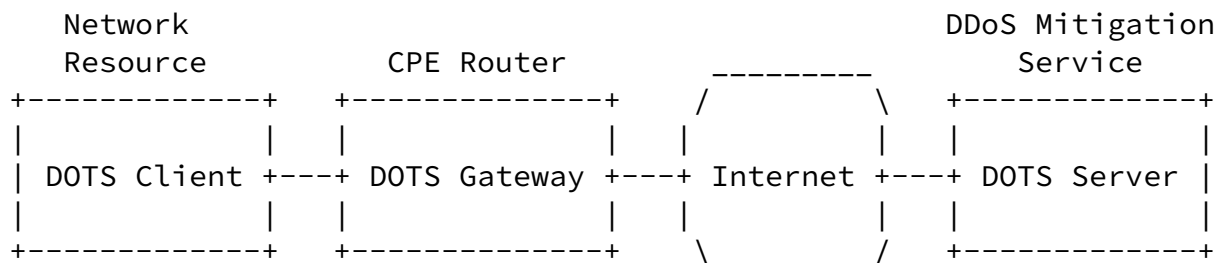 Network DDoS Mitigation
Resource CPE Router Service
DOTS Client DOTS Gateway Internet DOTS Server